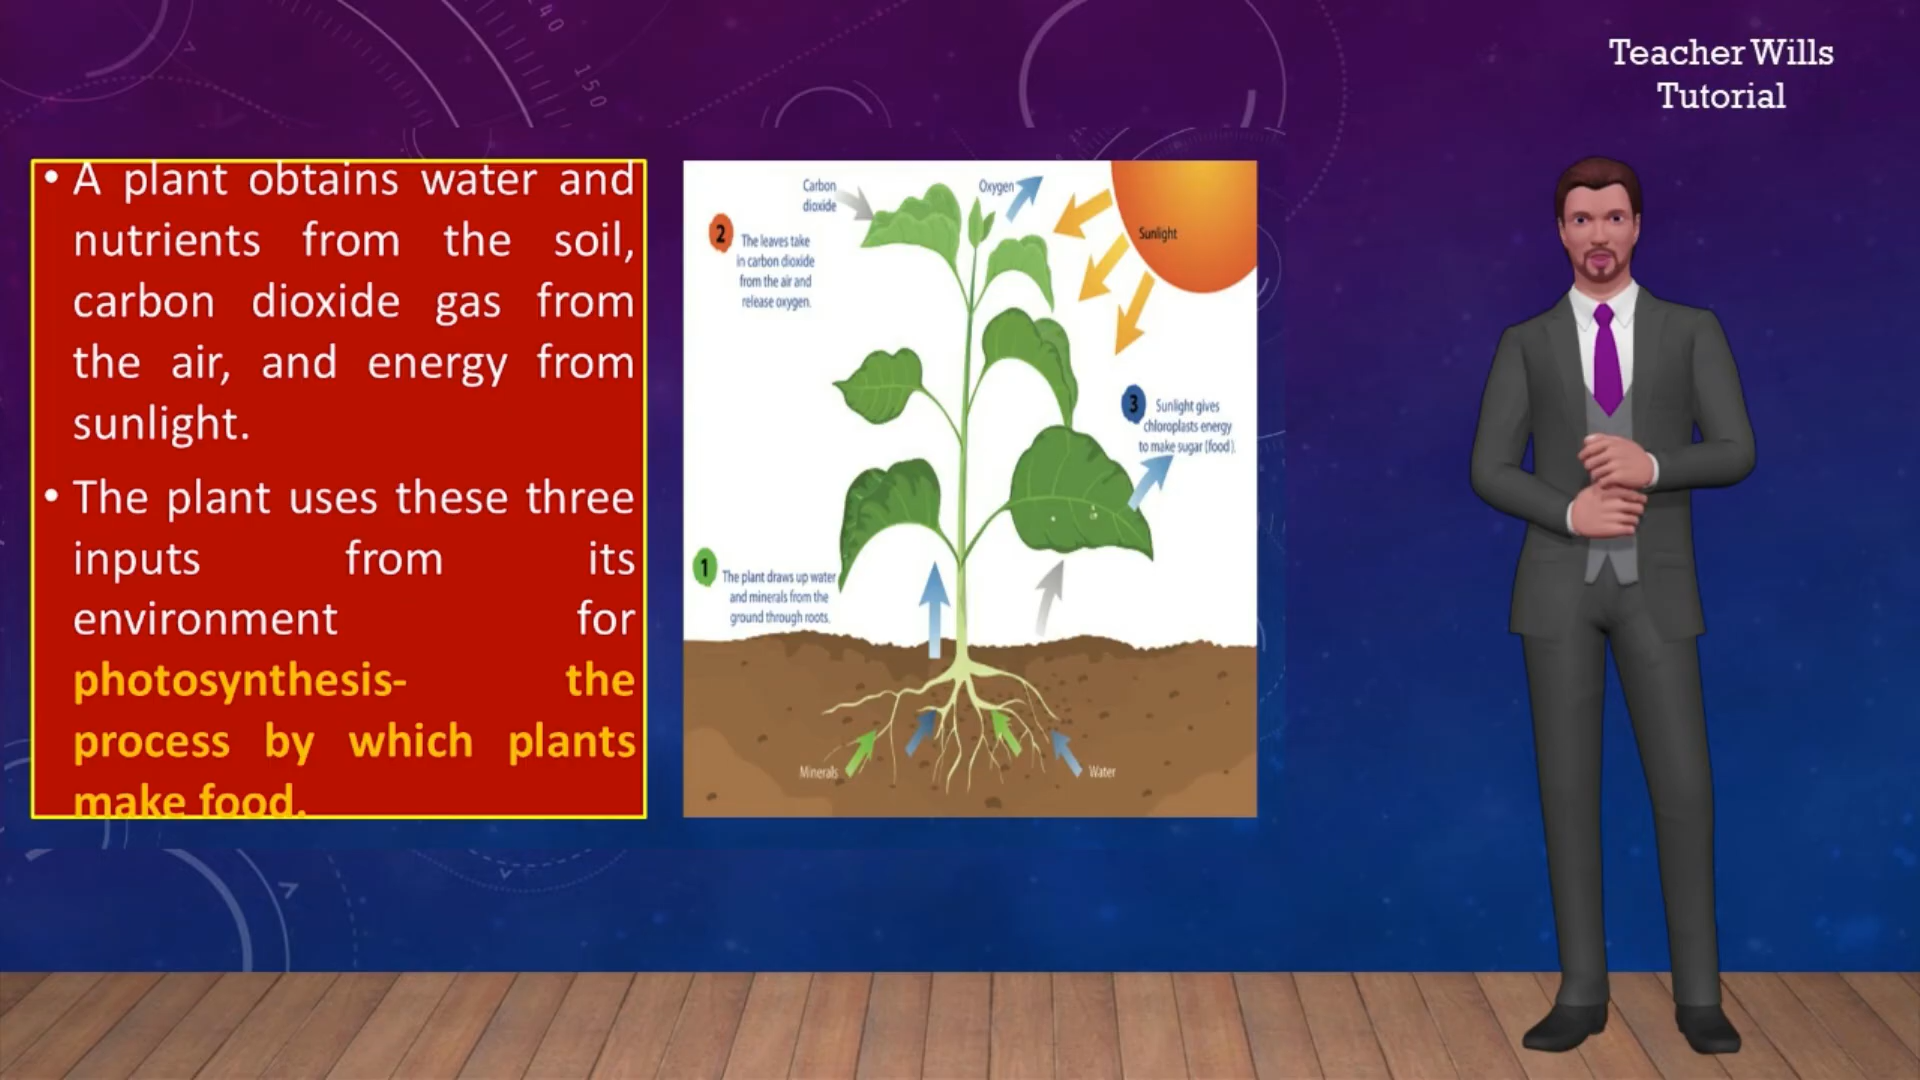 Teacher Wills
Tutorial
• A plant obtains water and
nutrients from the soil,
carbon dioxide gas from
the air, and energy from
sunlight.
• The plant uses these three
inputs from its
environment for
photosynthesis- the
process by which plants
make food.
Carbon
dioxide
Oxygen
Sunlight
2
The leaves take
in carbon dioxide
from the air and
release oxygen.
3
Sunlight gives
chloroplasts energy
to make sugar (food).
1
The plant draws up water
and minerals from the
ground through roots.
Minerals
Water
140
150